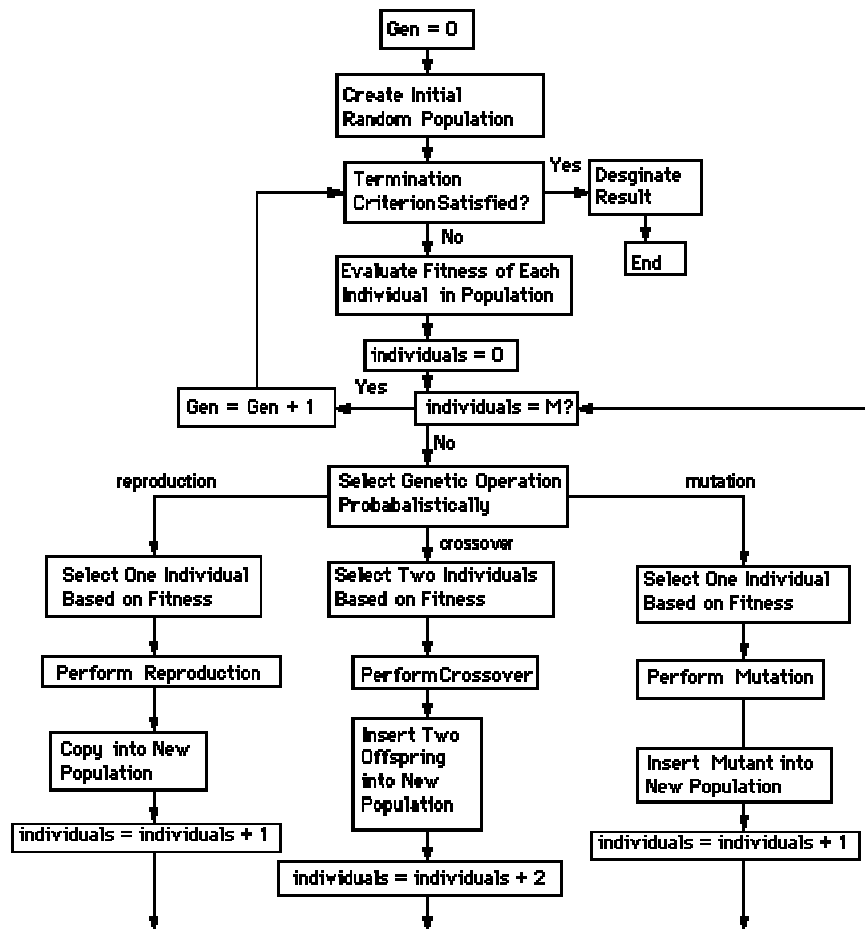 Gen = 0
Create Initial
Random Population
Termination
Criterion Satisfied?
Yes
Desginate
Result
End
No
Evaluate Fitness of Each
Individual in Population
individuals = 0
individuals = M?
Yes
Gen = Gen + 1
No
Select Genetic Operation
Probabalistically
reproduction
crossover
mutation
Select One Individual
Based on Fitness
Perform Reproduction
Copy into New
Population
individuals = individuals + 1
Select Two Individuals
Based on Fitness
Perform Crossover
Insert Two
Offspring
into New
Population
individuals = individuals + 2
Select One Individual
Based on Fitness
Perform Mutation
Insert Mutant into
New Population
individuals = individuals + 1